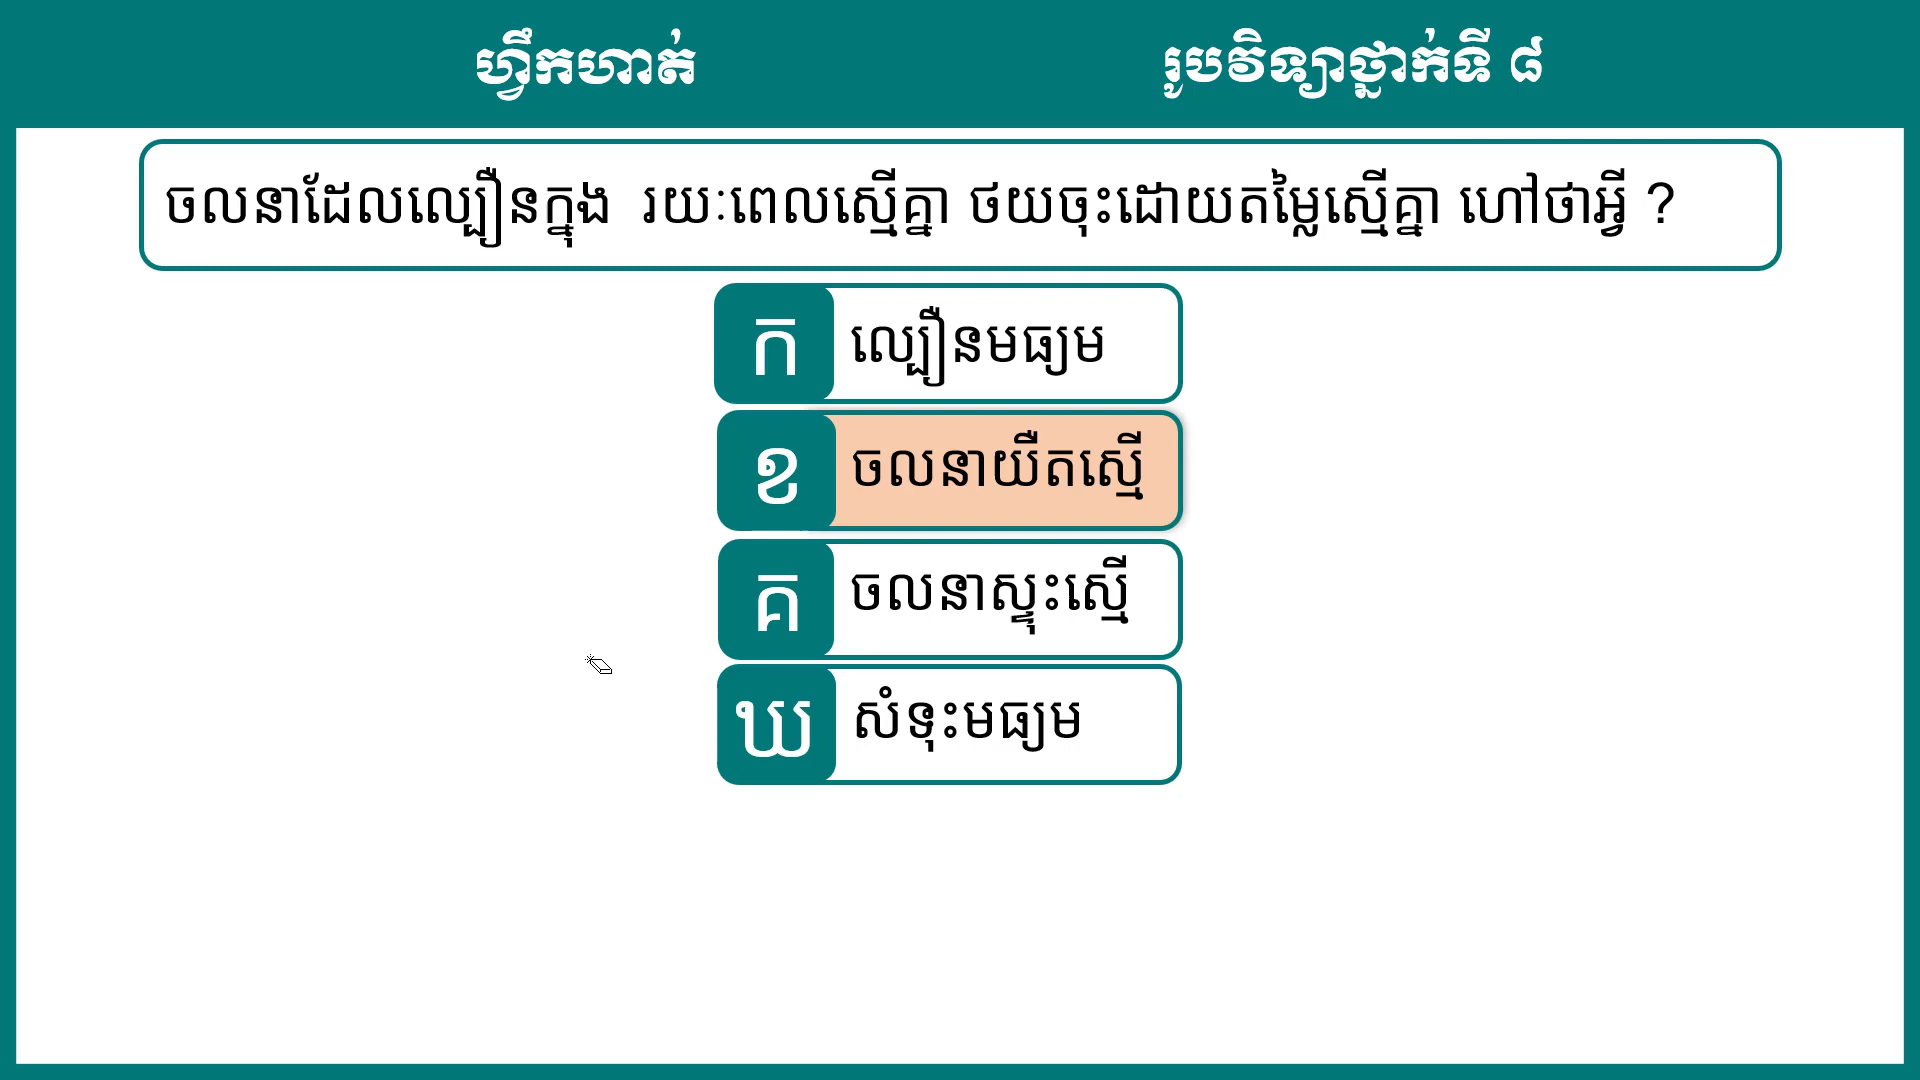 ហ្វឹកហាត់
រូបវិទ្យាថ្នាក់ទី ៨
ចលនាដែលល្បឿនក្នុង រយៈពេលស្មើគ្នា ថយចុះដោយតម្លៃស្មើគ្នា ហៅថាអ្វី ?
ក ល្បឿនមធ្យម
ខ ចលនាយឺតស្មើ
គ ចលនាស្ទុះស្មើ
ឃ សំទុះមធ្យម